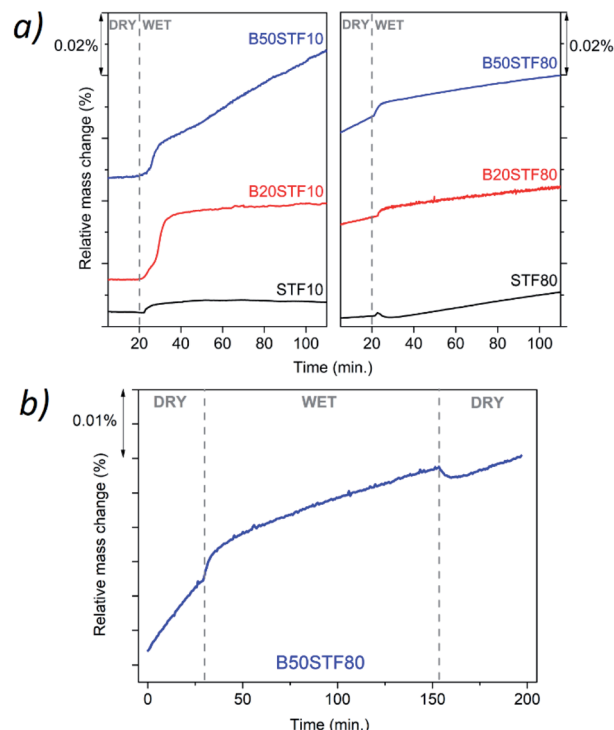 a)
DRY WET
0.02%
B50STF10
B20STF10
STF10
Relative mass change (%)
20 40 60 80 100
Time (min.)
DRY WET
0.02%
B50STF80
B20STF80
STF80
20 40 60 80 100
Time (min.)
b)
DRY WET DRY
0.01%
Relative mass change (%)
B50STF80
0 50 100 150 200
Time (min.)